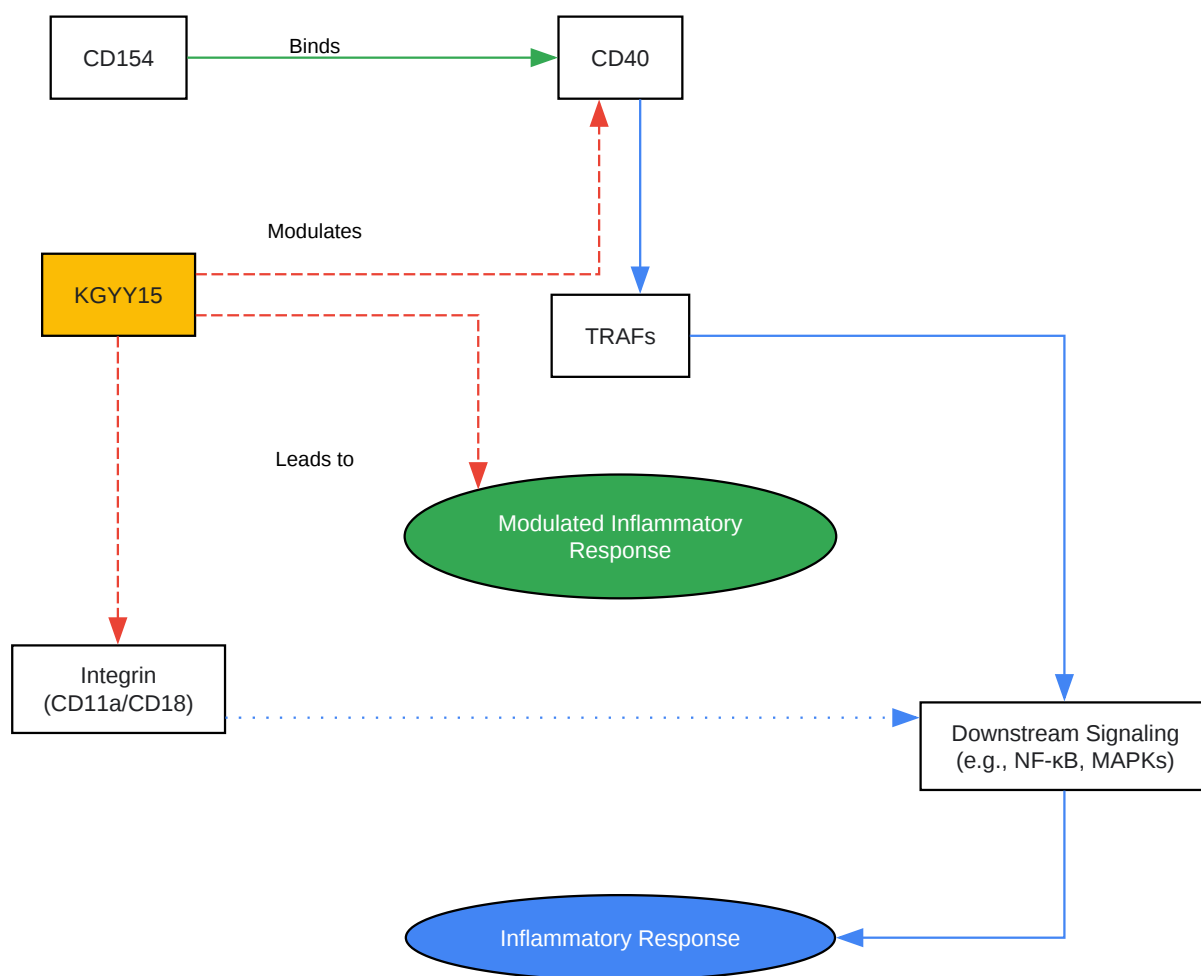 CD154
Binds
CD40
Modulates
KGYY15
TRAFs
Leads to
Modulated Inflammatory
Response
Integrin
(CD11a/CD18)
Downstream Signaling
(e.g., NF-κB, MAPKs)
Inflammatory Response